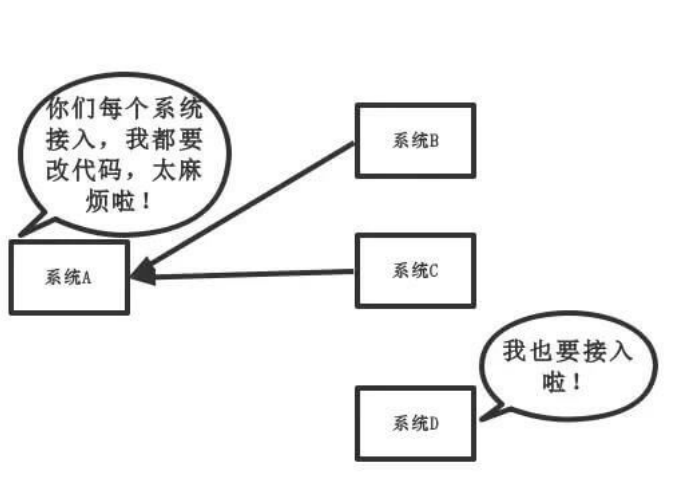 你们每个系统
接入，我都要
改代码，太麻
烦啦！
系统A
系统B
系统C
我也要接入
啦！
系统D